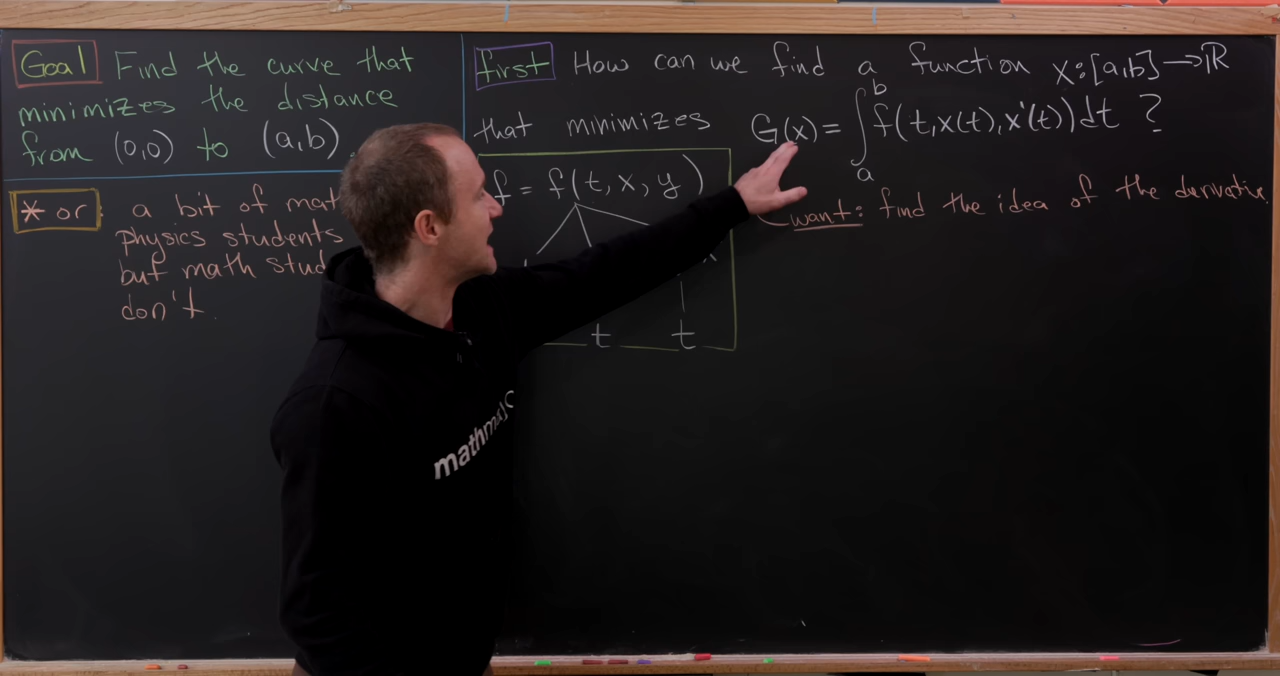 Goal Find the curve that
minimizes the distance
from (0,0) to (a,b).
* or: a bit of
physics students
but math
don't.
first How can we find a function x:[a,b]→ℝ
that minimizes G(x)=∫_a^b f(t,x(t),x'(t))dt ?
f = f(t,x,y)
t t
want: find the idea of the derivative
mathma